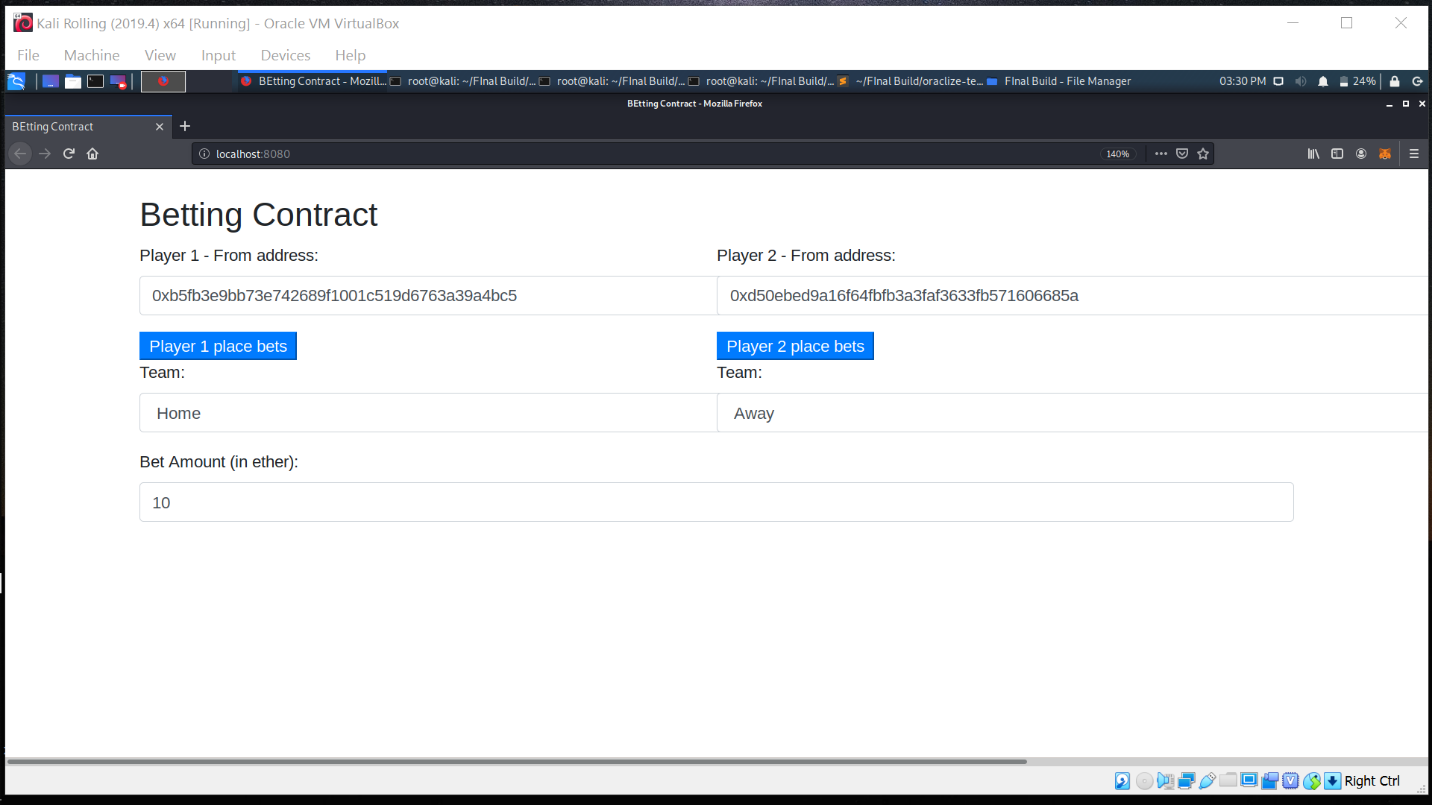 Kali Rolling (2019.4) x64 [Running] - Oracle VM VirtualBox
File Machine View Input Devices Help
BEtting Contract - Mozill... root@kali: ~/FInal Build/... root@kali: ~/FInal Build/... root@kali: ~/FInal Build/... ~/FInal Build/oraclize-te... FInal Build - File Manager 03:30 PM 24%
BEtting Contract - Mozilla Firefox
BEtting Contract
localhost:8080 140%
Betting Contract
Player 1 - From address: Player 2 - From address:
0xb5fb3e9bb73e742689f1001c519d6763a39a4bc5 0xd50ebed9a16f64fbfb3a3faf3633fb571606685a
Player 1 place bets Player 2 place bets
Team: Team:
Home Away
Bet Amount (in ether):
10
Right Ctrl